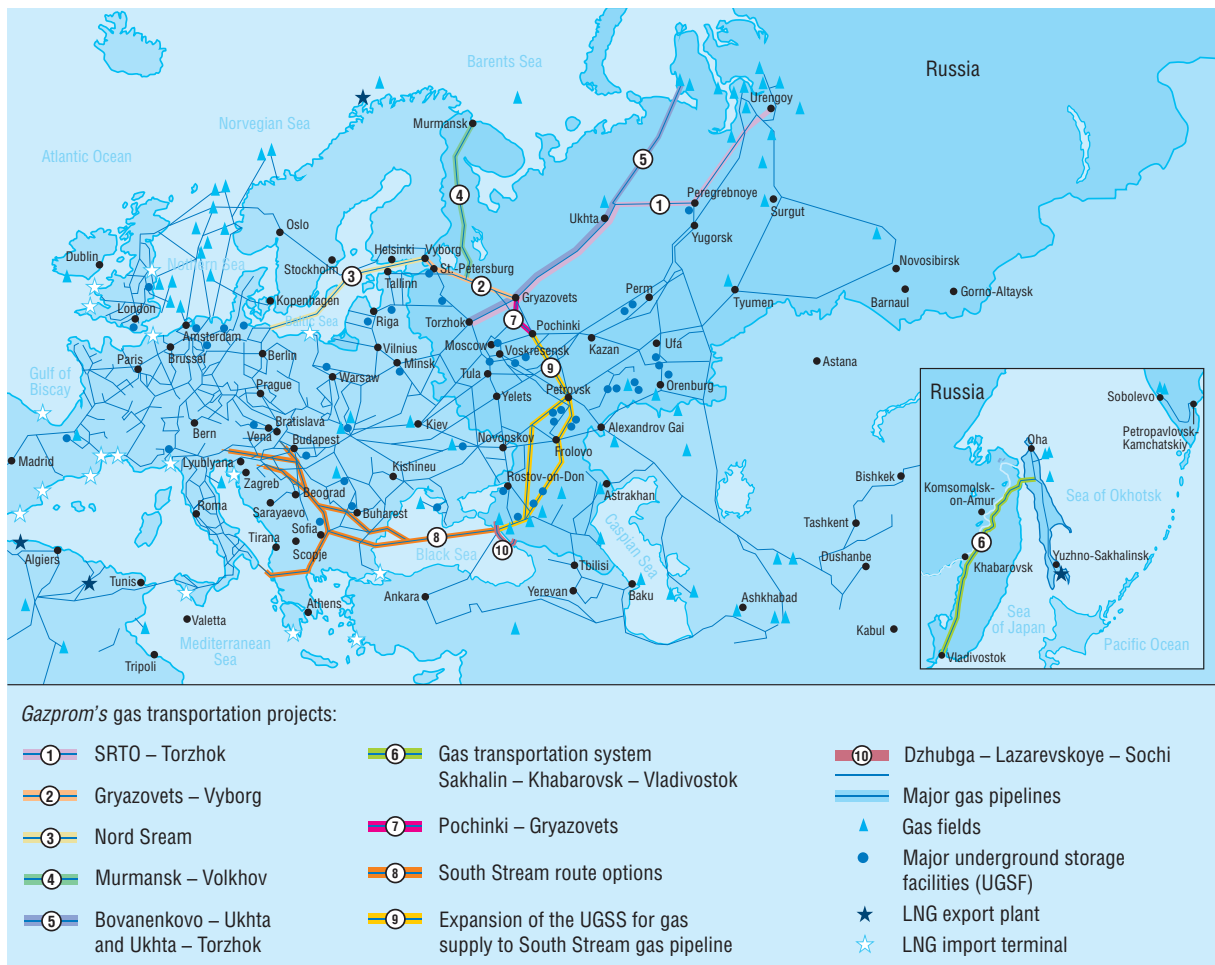 Barents Sea
Russia
Urengoy
Murmansk
Norwegian Sea
Atlantic Ocean
5
4
1
Peregrebnoye
Ukhta
Surgut
Yugorsk
Oslo
Dublin
Nothern Sea
Stockholm
3
Helsinki
Vyborg
St.-Petersburg
Tallinn
2
Novosibirsk
Kopenhagen
Gryazovets
Perm
Tyumen
Barnaul
Gorno-Altaysk
London
Baltic Sea
Riga
Torzhok
7
Pochinki
Amsterdam
Moscow
Voskresensk
Kazan
Ufa
Paris
Brussel
Berlin
Vilnius
Minsk
9
Astana
Gulf of
Biscay
Prague
Warsaw
Tula
Petrovsk
Orenburg
Yelets
Bern
Bratislava
Vena
Budapest
Kiev
Novopskov
Alexandrov Gai
Frolovo
Madrid
Lyublyana
Zagreb
Kishineu
Rostov-on-Don
Astrakhan
Bishkek
Beograd
Sarayaevo
Roma
Buharest
Sofia
Tirana
Scopje
8
Black Sea
10
Caspian Sea
Tashkent
Dushanbe
Algiers
Tunis
Tbilisi
Ankara
Yerevan
Baku
Ashkhabad
Athens
Valetta
Mediterranean
Sea
Tripoli
Kabul
Russia
Sobolevo
Petropavlovsk-
Kamchatskiy
Oha
Komsomolsk-
on-Amur
Sea of Okhotsk
6
Khabarovsk
Yuzhno-Sakhalinsk
Sea
of Japan
Pacific Ocean
Vladivostok
Gazprom's gas transportation projects:
1 SRTO – Torzhok
2 Gryazovets – Vyborg
3 Nord Sream
4 Murmansk – Volkhov
5 Bovanenkovo – Ukhta
and Ukhta – Torzhok
6 Gas transportation system
Sakhalin – Khabarovsk – Vladivostok
7 Pochinki – Gryazovets
8 South Stream route options
9 Expansion of the UGSS for gas
supply to South Stream gas pipeline
10 Dzhubga – Lazarevskoye – Sochi
Major gas pipelines
Gas fields
Major underground storage
facilities (UGSF)
LNG export plant
LNG import terminal